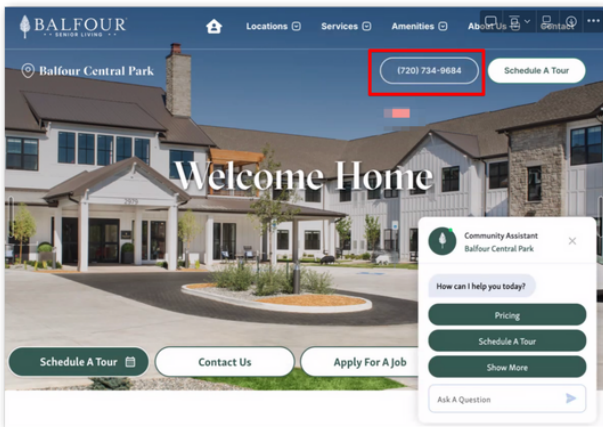 BALFOUR
SENIOR LIVING
Locations
Services
Amenities
About Us
Contact
Balfour Central Park
(720) 734-9684
Schedule A Tour
2979
Welcome Home
Community Assistant
Balfour Central Park
How can I help you today?
Pricing
Schedule A Tour
Show More
Ask A Question
Schedule A Tour
Contact Us
Apply For A Job